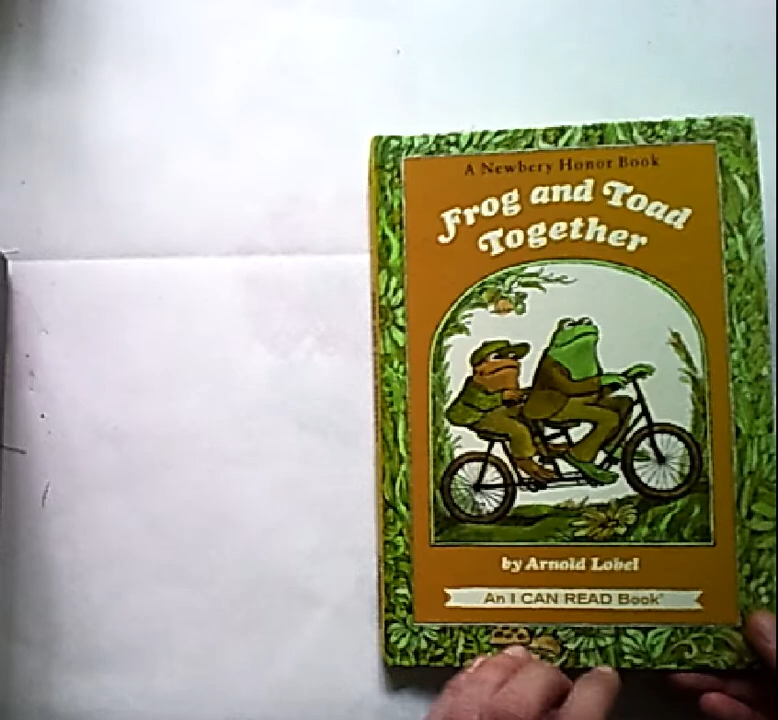 A Newbery Honor Book
Frog and Toad
Together
by Arnold Lobel
An I CAN READ Book®